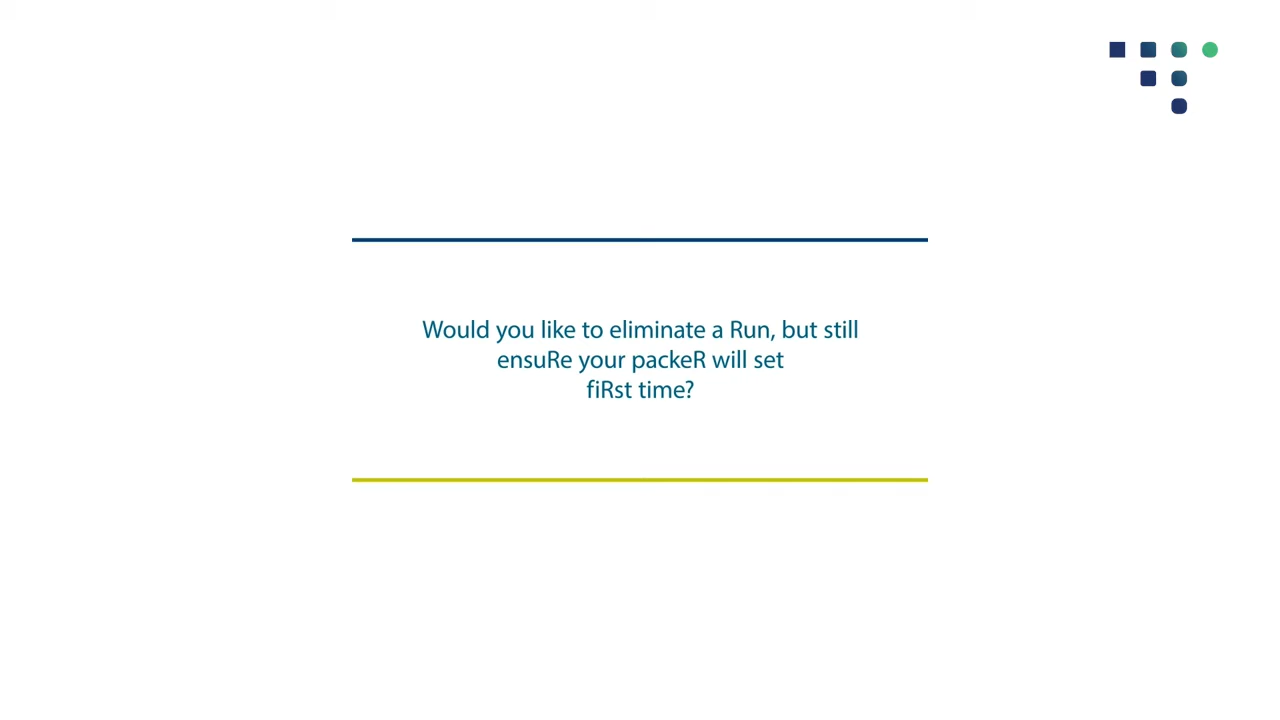 Would you like to eliminate a Run, but still
ensuRe your packeR will set
fiRst time?